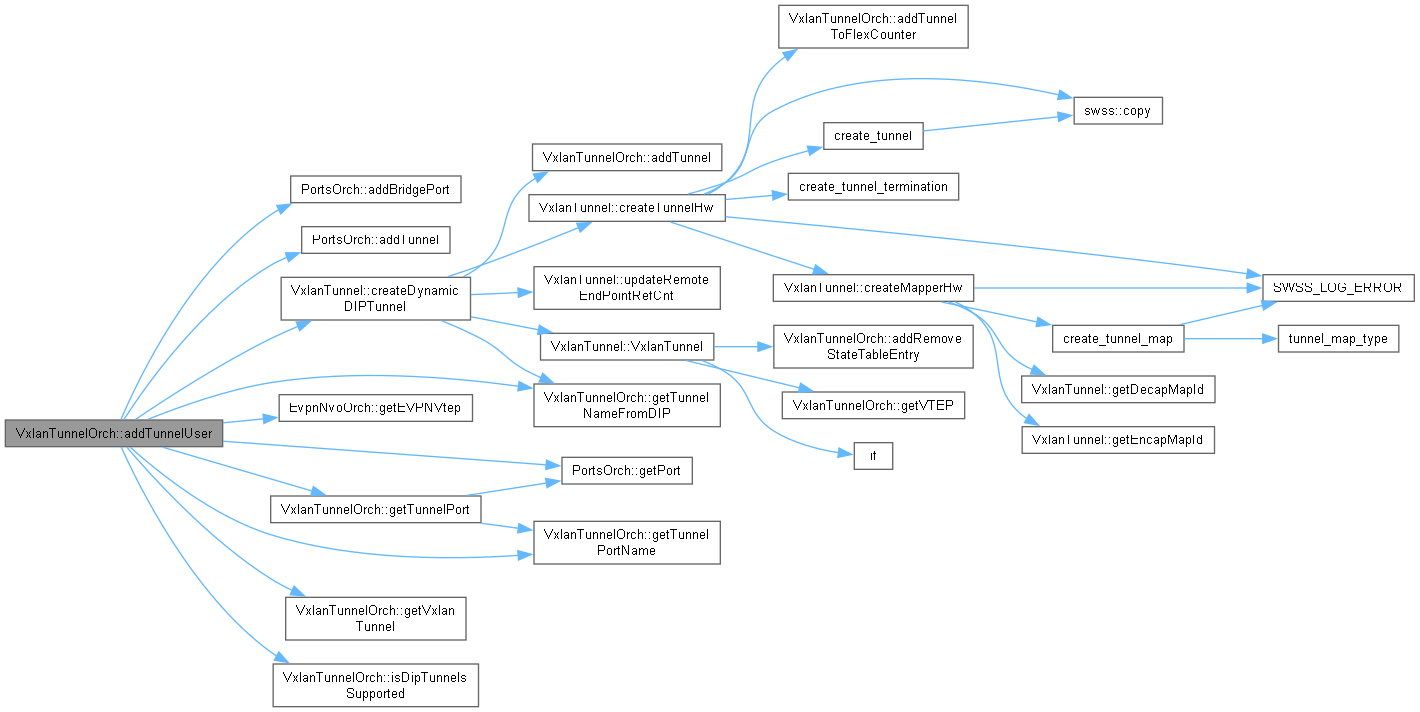 VxlanTunnelOrch::addTunnel
ToFlexCounter
swss::copy
create_tunnel
VxlanTunnelOrch::addTunnel
create_tunnel_termination
PortsOrch::addBridgePort
VxlanTunnel::createTunnelHw
PortsOrch::addTunnel
VxlanTunnel::updateRemote
EndPointRefCnt
VxlanTunnel::createDynamic
DIPTunnel
VxlanTunnel::createMapperHw
SWSS_LOG_ERROR
VxlanTunnel::VxlanTunnel
VxlanTunnelOrch::addRemove
StateTableEntry
create_tunnel_map
tunnel_map_type
VxlanTunnel::getDecapMapId
VxlanTunnelOrch::getTunnel
NameFromDIP
VxlanTunnelOrch::getVTEP
EvpnNvoOrch::getEVPNVtep
VxlanTunnelOrch::addTunnelUser
VxlanTunnel::getEncapMapId
if
PortsOrch::getPort
VxlanTunnelOrch::getTunnelPort
VxlanTunnelOrch::getTunnel
PortName
VxlanTunnelOrch::getVxlan
Tunnel
VxlanTunnelOrch::isDipTunnels
Supported